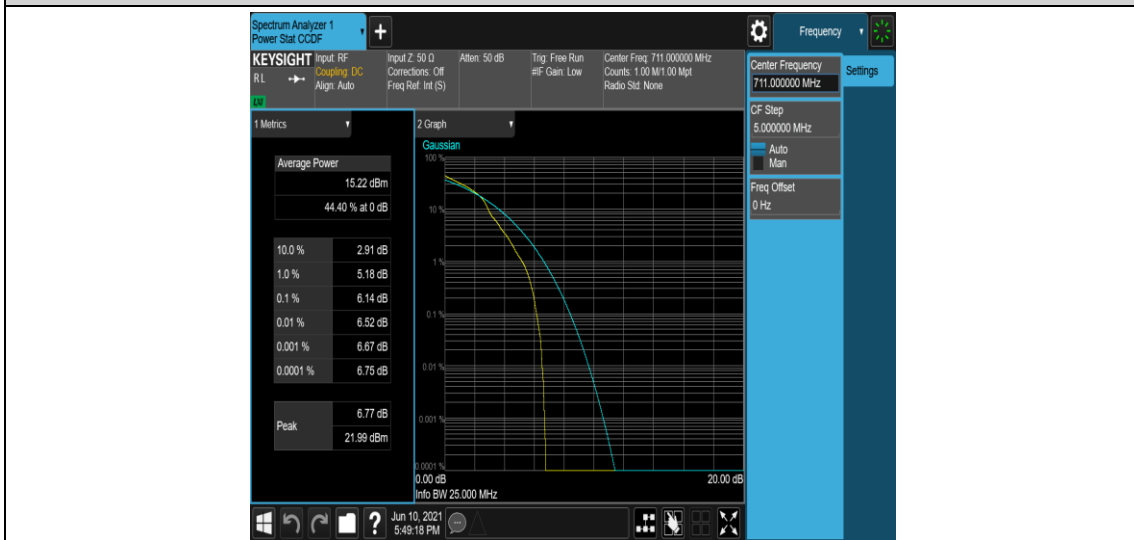 Spectrum Analyzer 1
Power Stat CCDF
+
Frequency
KEYSIGHT
RL
LXI
Input: RF
Coupling: DC
Align: Auto
Input Z: 50 Ω
Corrections: Off
Freq Ref: Int (S)
Atten: 50 dB
Trig: Free Run
#IF Gain: Low
Center Freq: 711.000000 MHz
Counts: 1.00 M/1.00 Mpt
Radio Std: None
Center Frequency
711.000000 MHz
Settings
CF Step
5.000000 MHz
Auto
Man
Freq Offset
0 Hz
1 Metrics
Average Power
15.22 dBm
44.40 % at 0 dB
10.0 % 2.91 dB
1.0 % 5.18 dB
0.1 % 6.14 dB
0.01 % 6.52 dB
0.001 % 6.67 dB
0.0001 % 6.75 dB
Peak 6.77 dB
21.99 dBm
2 Graph
Gaussian
100 %
10 %
1 %
0.1 %
0.01 %
0.001 %
0.0001 %
0.00 dB 20.00 dB
Info BW 25.000 MHz
?
Jun 10, 2021
5:49:18 PM